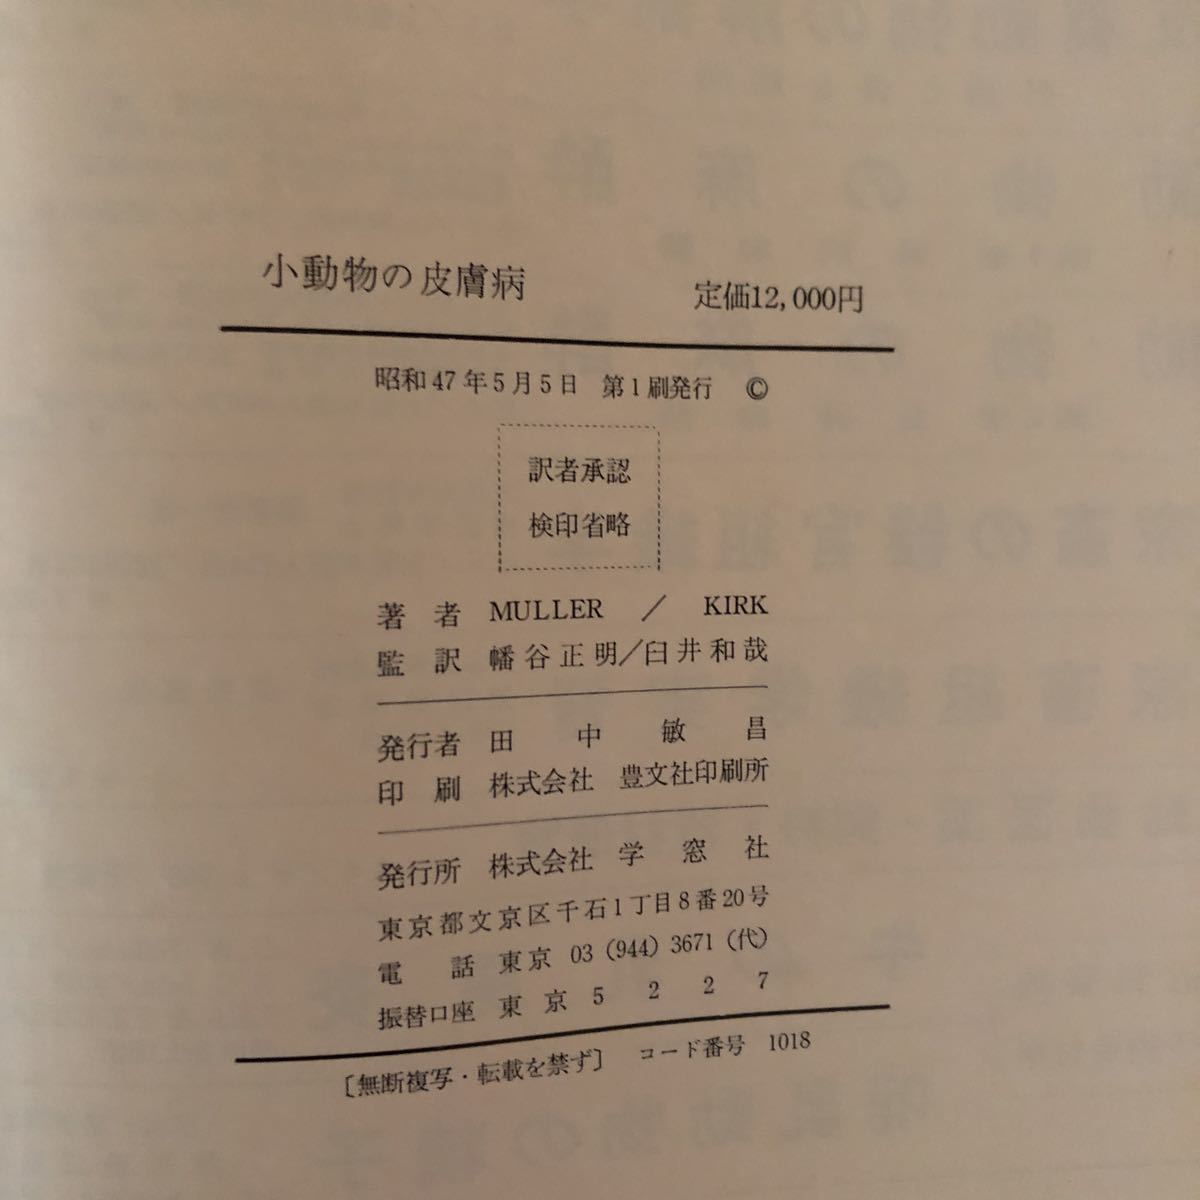 小動物の皮膚病 定価12,000円
昭和47年5月5日 第1刷発行 ©
訳者承認
検印省略
著者 MULLER ／ KIRK
監訳 幡谷正明／臼井和哉
発行者 田中敏昌
印刷 株式会社 豊文社印刷所
発行所 株式会社 学窓社
東京都文京区千石1丁目8番20号
電話 東京 03 (944) 3671 (代)
振替口座 東京 5227
〔無断複写・転載を禁ず〕 コード番号 1018